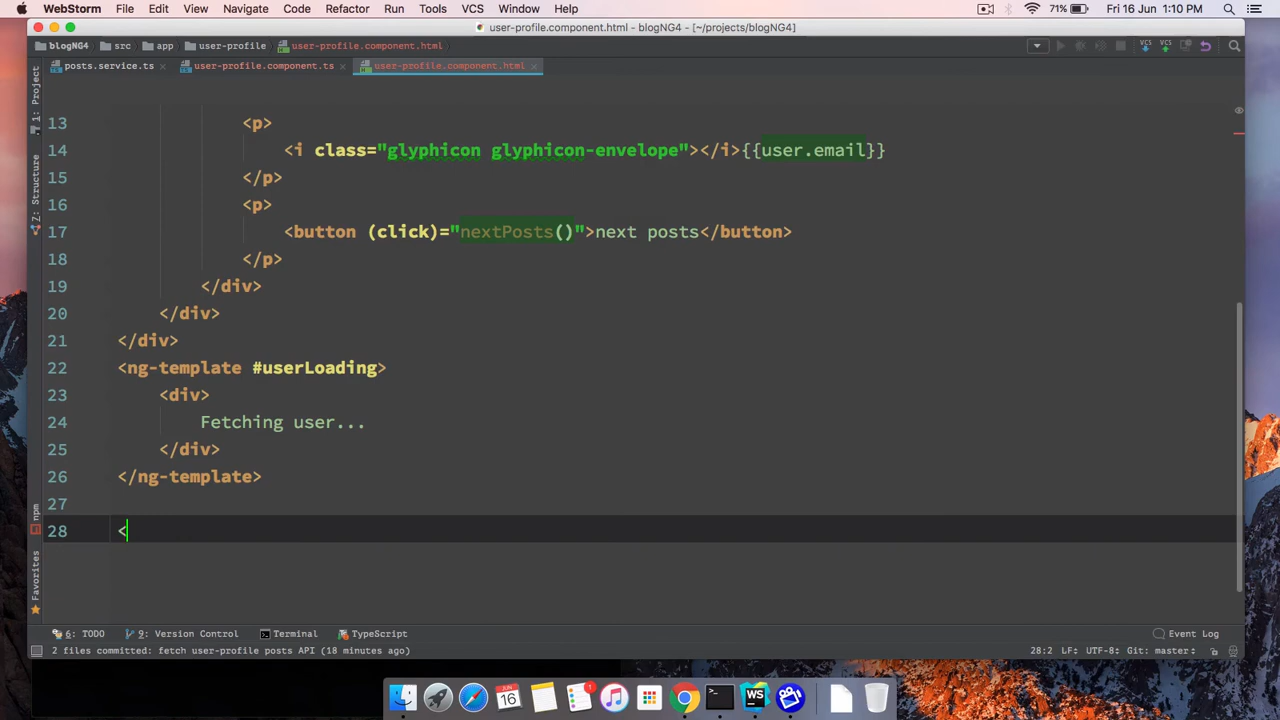 WebStorm File Edit View Navigate Code Refactor Run Tools VCS Window Help 71% Fri 16 Jun 1:10 PM
user-profile.component.html - blogNG4 - [~/projects/blogNG4]
blogNG4 src app user-profile user-profile.component.html
posts.service.ts user-profile.component.ts user-profile.component.html
1: Project
Z: Structure
npm
Favorites
13 <p>
14 <i class="glyphicon glyphicon-envelope"></i>{{user.email}}
15 </p>
16 <p>
17 <button (click)="nextPosts()">next posts</button>
18 </p>
19 </div>
20 </div>
21 </div>
22 <ng-template #userLoading>
23 <div>
24 Fetching user...
25 </div>
26 </ng-template>
27
28 <
6: TODO 9: Version Control Terminal TypeScript Event Log
2 files committed: fetch user-profile posts API (18 minutes ago) 28:2 LF÷ UTF-8÷ Git: master÷